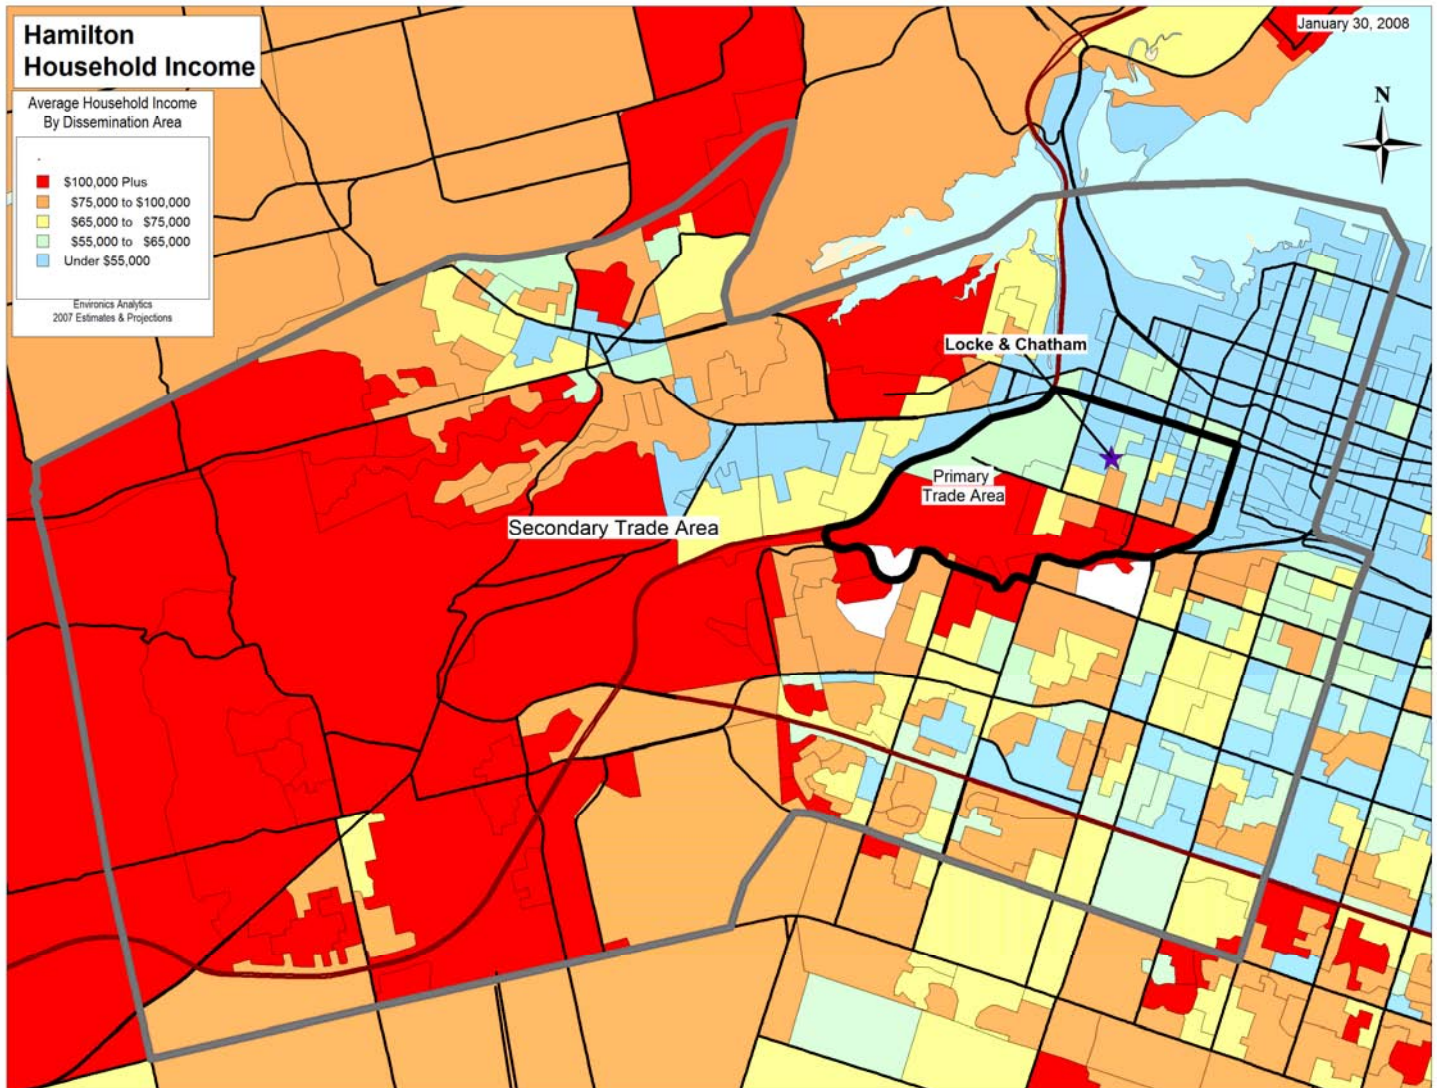 Hamilton
Household Income
January 30, 2008
N
Average Household Income
By Dissemination Area
$100,000 Plus
$75,000 to $100,000
$65,000 to $75,000
$55,000 to $65,000
Under $55,000
Environics Analytics
2007 Estimates & Projections
Locke & Chatham
Primary
Trade Area
Secondary Trade Area